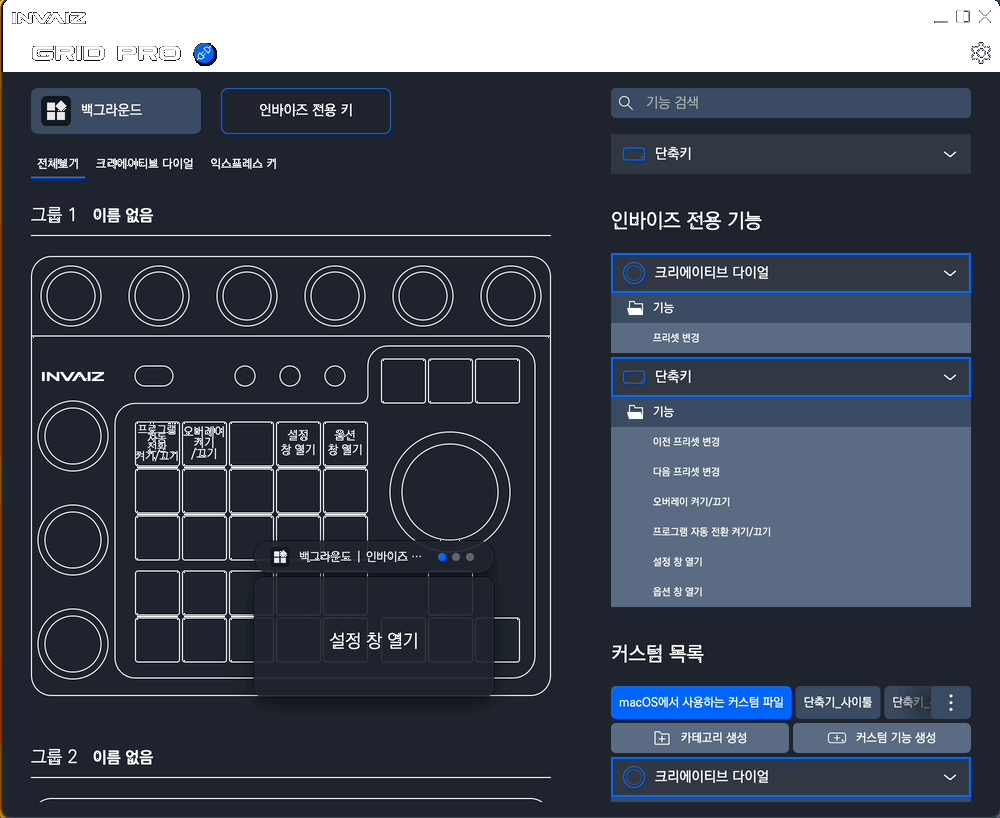 INVAIZ
GRID PRO
백그라운드
인바이즈 전용 키
전체보기
크리에이티브 다이얼
익스프레스 키
그룹 1 이름 없음
INVAIZ
프로그램
자동
전환
켜기/끄기
오버레이
켜기
/끄기
설정
창 열기
옵션
창 열기
백그라운드 | 인바이즈 ···
설정 창 열기
그룹 2 이름 없음
기능 검색
단축키
인바이즈 전용 기능
크리에이티브 다이얼
기능
프리셋 변경
단축키
기능
이전 프리셋 변경
다음 프리셋 변경
오버레이 켜기/끄기
프로그램 자동 전환 켜기/끄기
설정 창 열기
옵션 창 열기
커스텀 목록
macOS에서 사용하는 커스텀 파일
단축기_사이툴
단축키_
카테고리 생성
커스텀 기능 생성
크리에이티브 다이얼